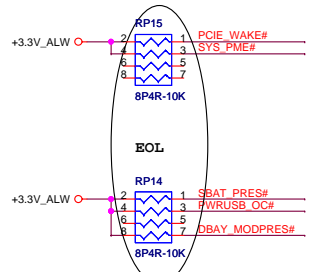 RP15
+3.3V_ALW
2 1 PCIE_WAKE#
4 3 SYS_PME#
6 5
8 7
8P4R-10K
EOL
RP14
+3.3V_ALW
2 1 SBAT_PRES#
4 3 PWRUSB_OC#
6 5
8 7 DBAY_MODPRES#
8P4R-10K